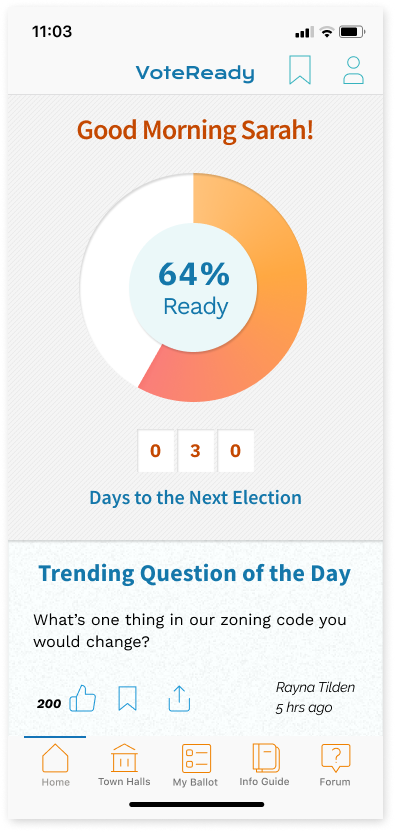 11:03
VoteReady
Good Morning Sarah!
64%
Ready
0 3 0
Days to the Next Election
Trending Question of the Day
What's one thing in our zoning code you
would change?
200
Rayna Tilden
5 hrs ago
Home Town Halls My Ballot Info Guide Forum